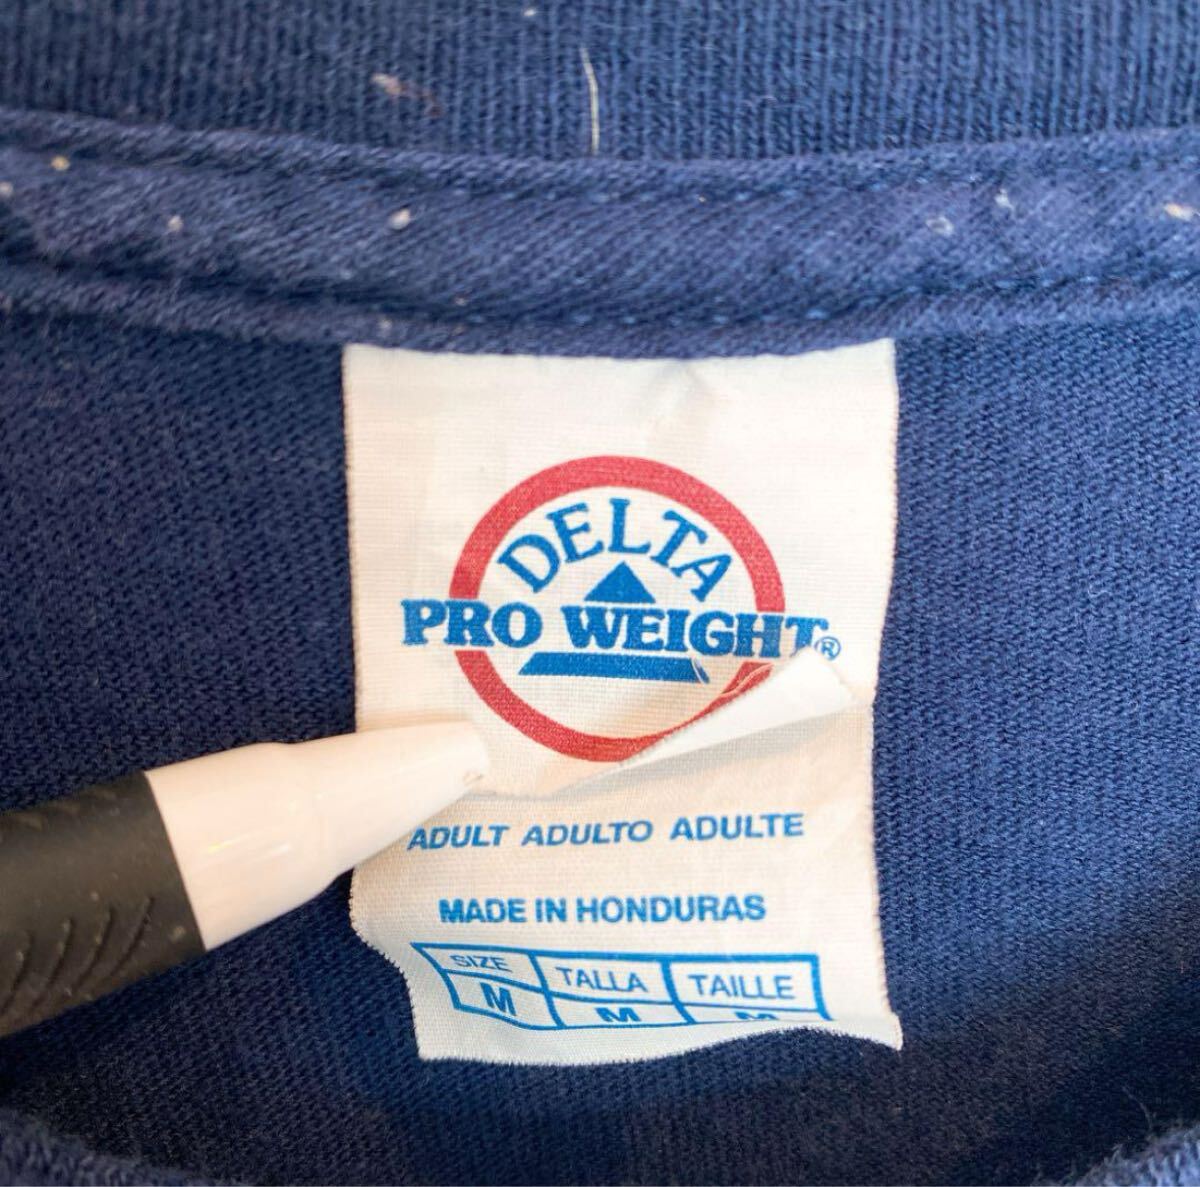 DELTA
PRO WEIGHT®
ADULT ADULTO ADULTE
MADE IN HONDURAS
SIZE TALLA TAILLE
M M M